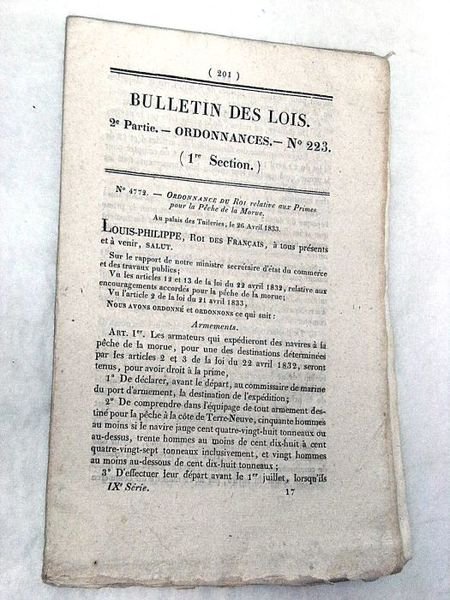 ( 201 )
BULLETIN DES LOIS.
2e Partie. — ORDONNANCES. — No 223.
( 1re Section. )
No 4772. — ORDONNANCE DU ROI relative aux Primes
pour la Pêche de la Morue.
Au palais des Tuileries, le 26 Avril 1833.
LOUIS-PHILIPPE, ROI DES FRANÇAIS, à tous présents
et à venir, SALUT.
Sur le rapport de notre ministre secrétaire d'état du commerce
et des travaux publics;
Vu les articles 12 et 13 de la loi du 22 avril 1832, relative aux
encouragements accordés pour la pêche de la morue;
Vu l'article 2 de la loi du 21 avril 1833,
NOUS AVONS ORDONNÉ et ORDONNONS ce qui suit:
Armements.
ART. 1er. Les armateurs qui expédieront des navires à la
pêche de la morue, pour une des destinations déterminées
par les articles 2 et 3 de la loi du 22 avril 1832, seront
tenus, pour avoir droit à la prime,
1° De déclarer, avant le départ, au commissaire de marine
du port d'armement, la destination de l'expédition;
2° De comprendre dans l'équipage de tout armement des-
tiné pour la pêche à la côte de Terre-Neuve, cinquante hommes
au moins si le navire jauge cent quatre-vingt-huit tonneaux ou
au-dessus, trente hommes au moins de cent dix-huit à cent
quatre-vingt-sept tonneaux inclusivement, et vingt hommes
au moins au-dessous de cent dix-huit tonneaux;
3° D'effectuer leur départ avant le 1er juillet, lorsqu'ils
IXe Série. 17